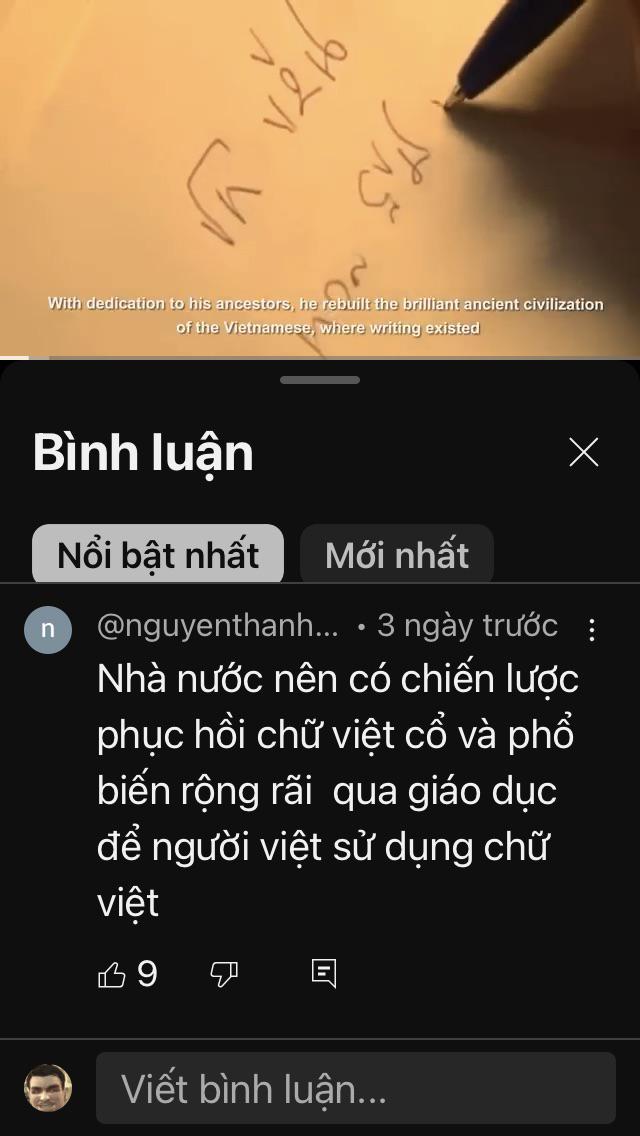 With dedication to his ancestors, he rebuilt the brilliant ancient civilization
of the Vietnamese, where writing existed
Bình luận
Nổi bật nhất
Mới nhất
n
@nguyenthanh... • 3 ngày trước
Nhà nước nên có chiến lược
phục hồi chữ việt cổ và phổ
biến rộng rãi qua giáo dục
để người việt sử dụng chữ
việt
9
Viết bình luận...